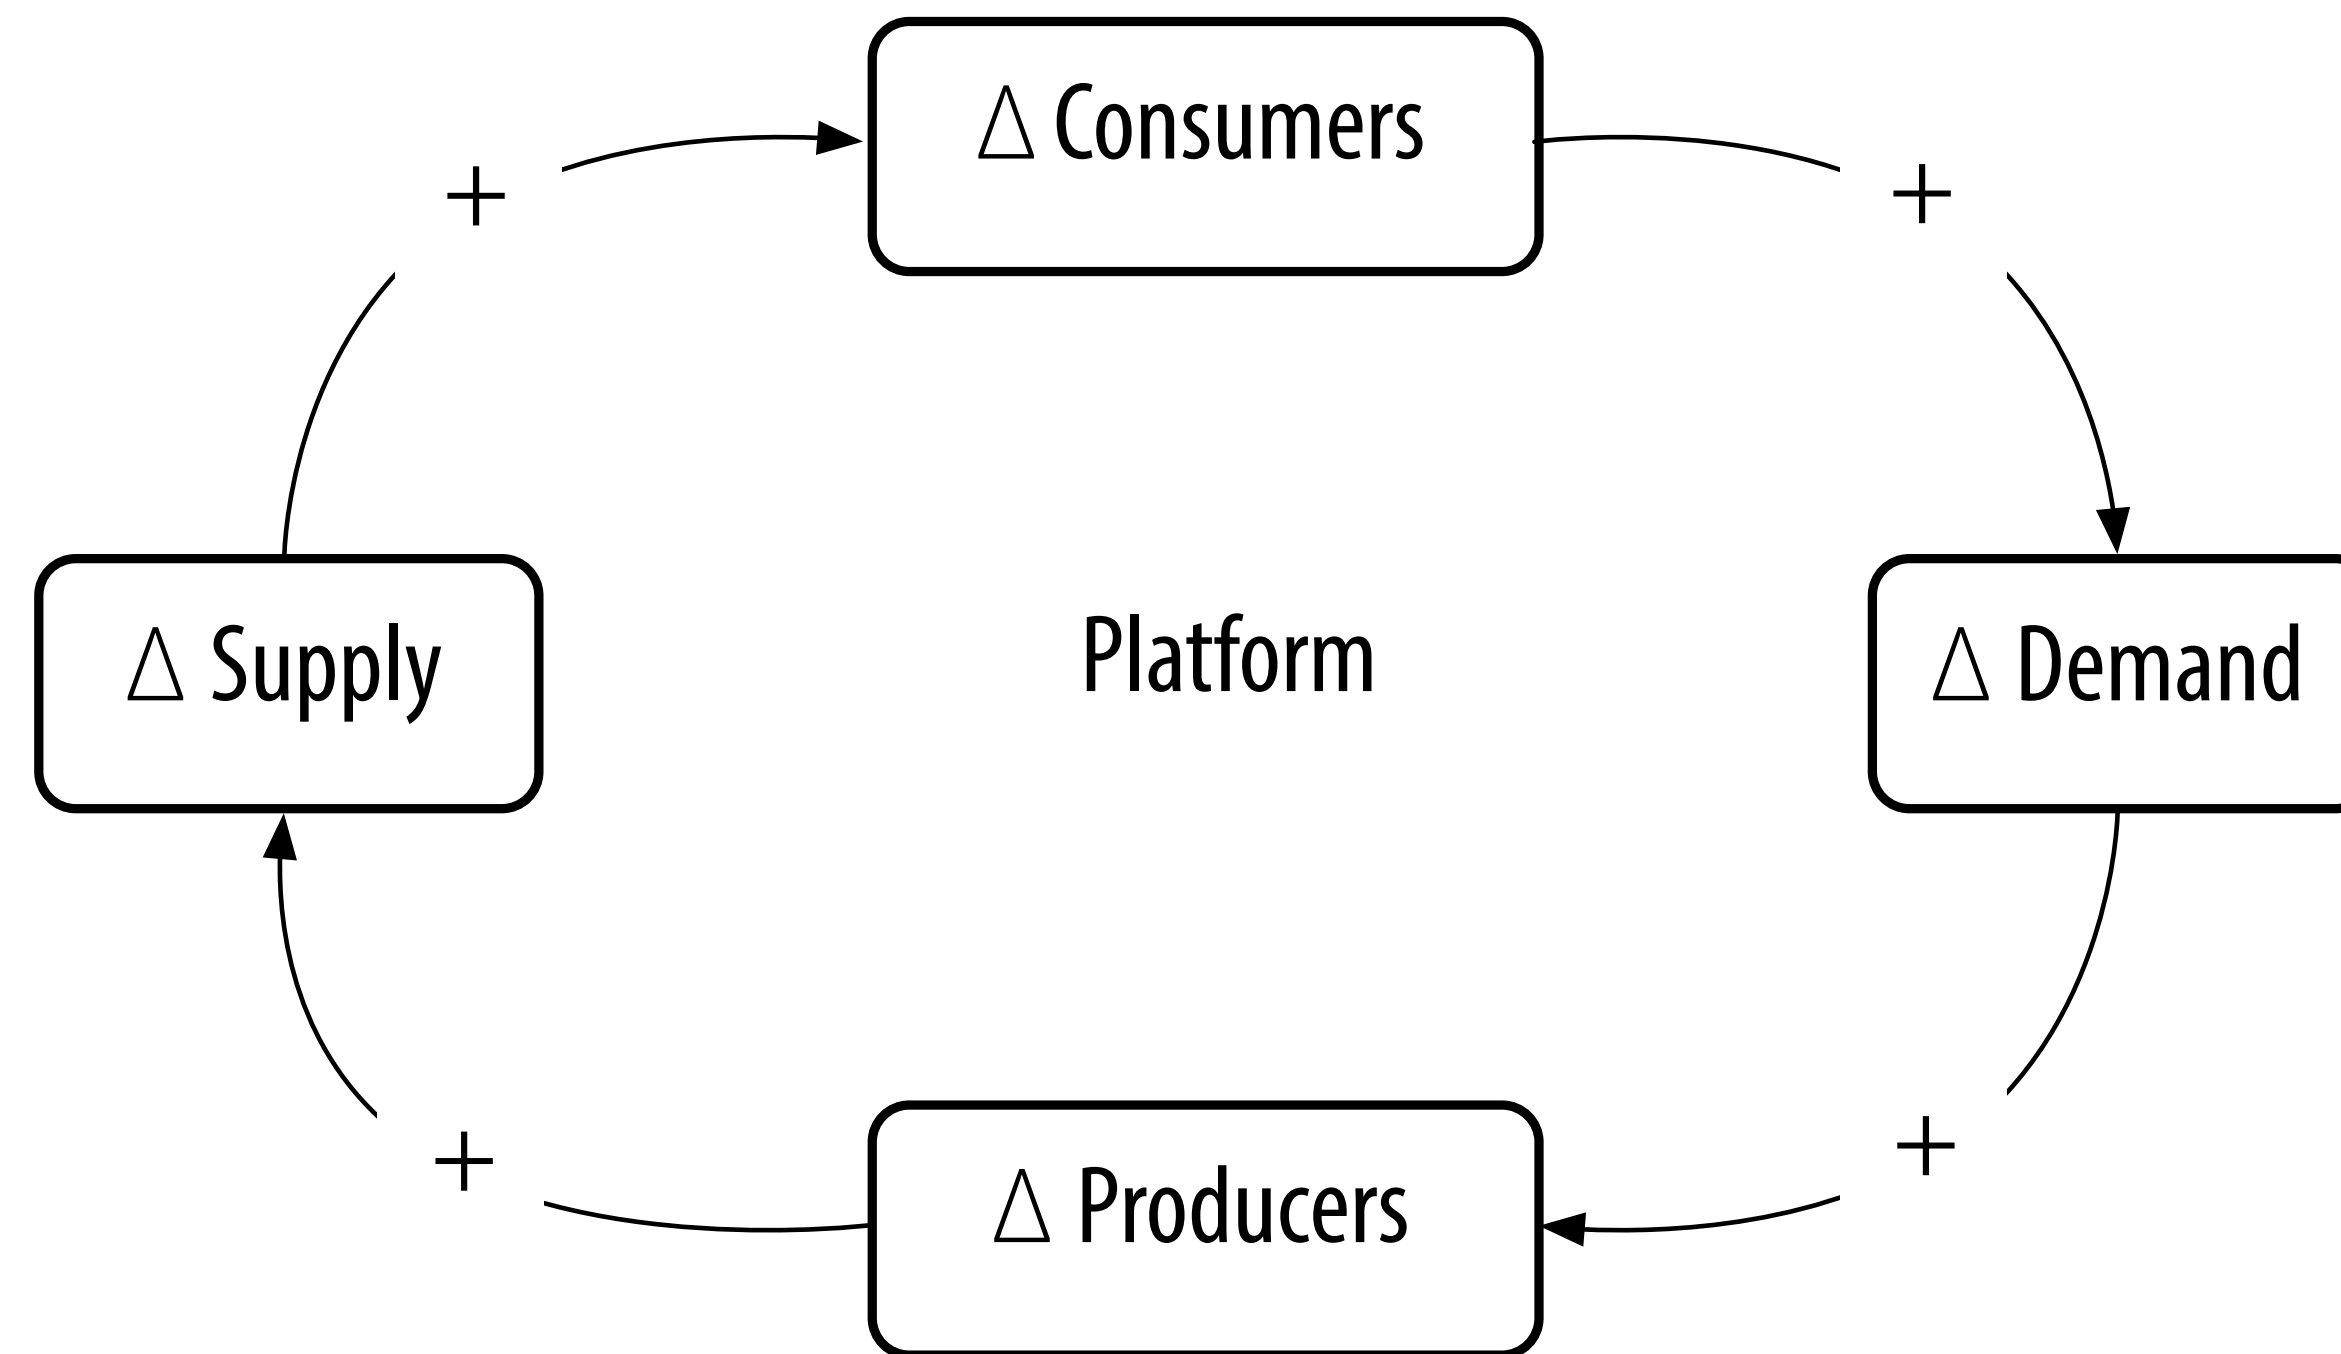 Δ Consumers
+
+
Δ Supply
Platform
Δ Demand
+
+
Δ Producers